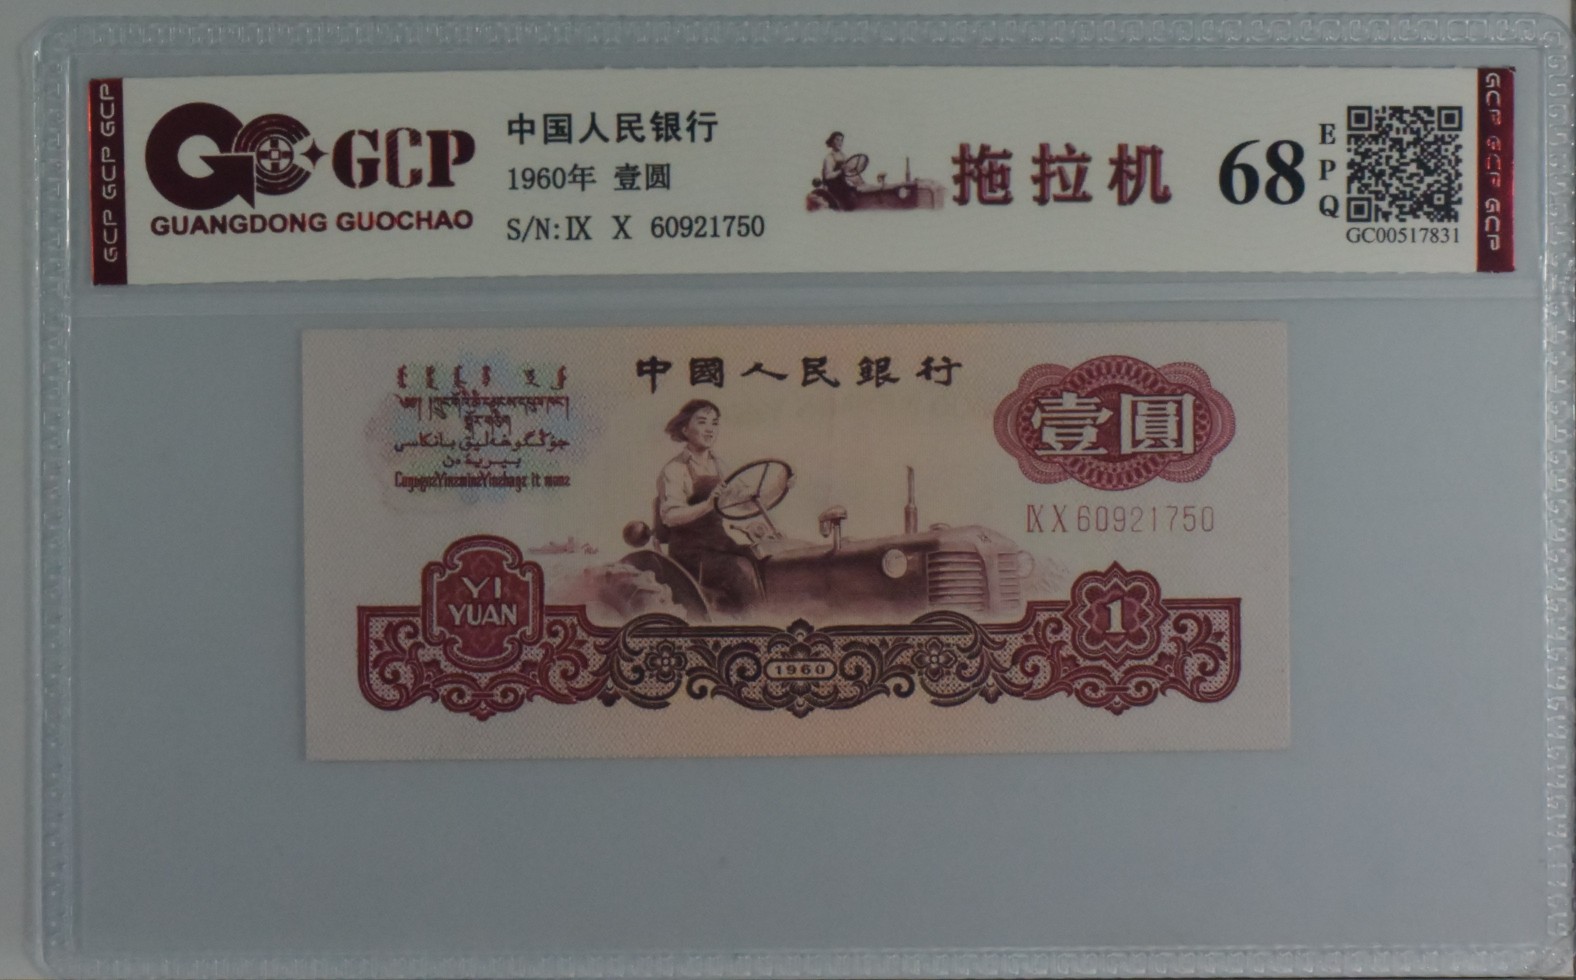 GCP GCP GCP
GCP
GUANGDONG GUOCHAO
中国人民银行
1960年 壹圆
S/N: IX X 60921750
拖拉机
68
EPQ
GC00517831
GCP GCP GCP
中國人民銀行
壹圓
IX X 60921750
YI
YUAN
1960
1